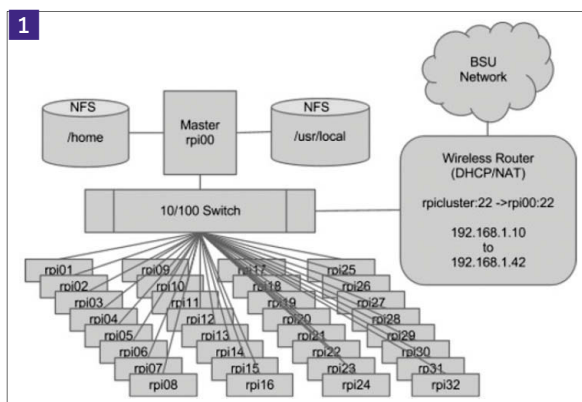 1
BSU
Network
NFS
/home
Master
rpi00
NFS
/usr/local
Wireless Router
(DHCP/NAT)
rpicluster:22 ->rpi00:22
192.168.1.10
to
192.168.1.42
10/100 Switch
rpi01
rpi02
rpi03
rpi04
rpi05
rpi06
rpi07
rpi08
rpi09
rpi10
rpi11
rpi12
rpi13
rpi14
rpi15
rpi16
rpi17
rpi18
rpi19
rpi20
rpi21
rpi22
rpi23
rpi24
rpi25
rpi26
rpi27
rpi28
rpi29
rpi30
rpi31
rpi32